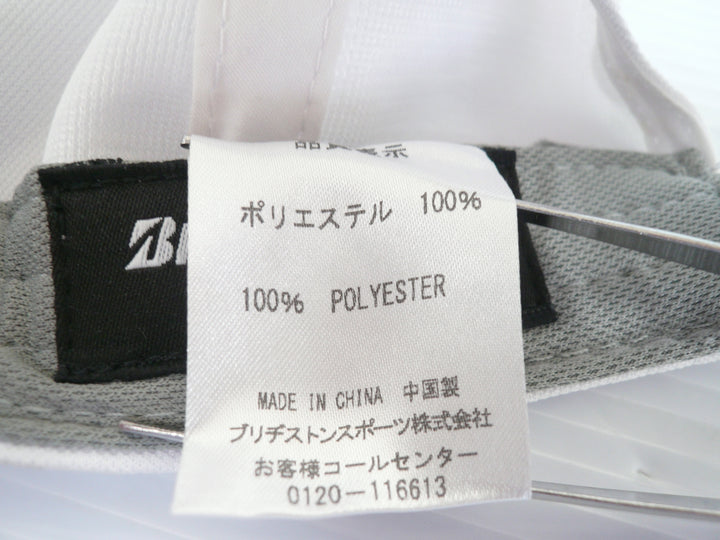 ポリエステル 100%
100% POLYESTER
MADE IN CHINA 中国製
ブリヂストンスポーツ株式会社
お客様コールセンター
0120-116613